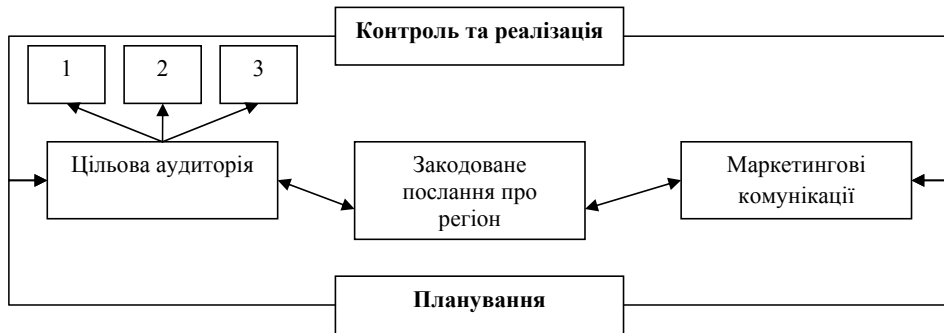 Контроль та реалізація
1
2
3
Цільова аудиторія
Закодоване
послання про
регіон
Маркетингові
комунікації
Планування